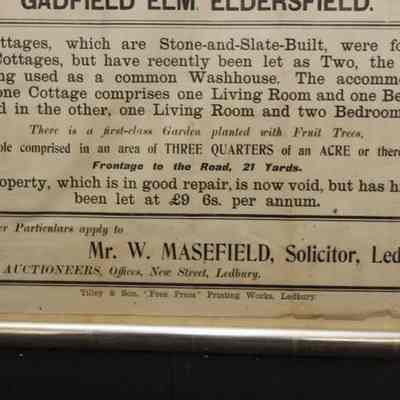 GADFIELD ELM, ELDERSFIELD.
ttages, which are Stone-and-Slate-Built, were fo
Cottages, but have recently been let as Two, the
ng used as a common Washhouse. The accomm
one Cottage comprises one Living Room and one Be
d in the other, one Living Room and two Bedroom
There is a first-class Garden planted with Fruit Trees,
ole comprised in an area of THREE QUARTERS of an ACRE or there
Frontage to the Road, 21 Yards.
operty, which is in good repair, is now void, but has hi
been let at £9 6s. per annum.
er Particulars apply to
Mr. W. MASEFIELD, Solicitor, Led
AUCTIONEERS, Offices, New Street, Ledbury.
Tilley & Son, "Free Press" Printing Works, Ledbury.